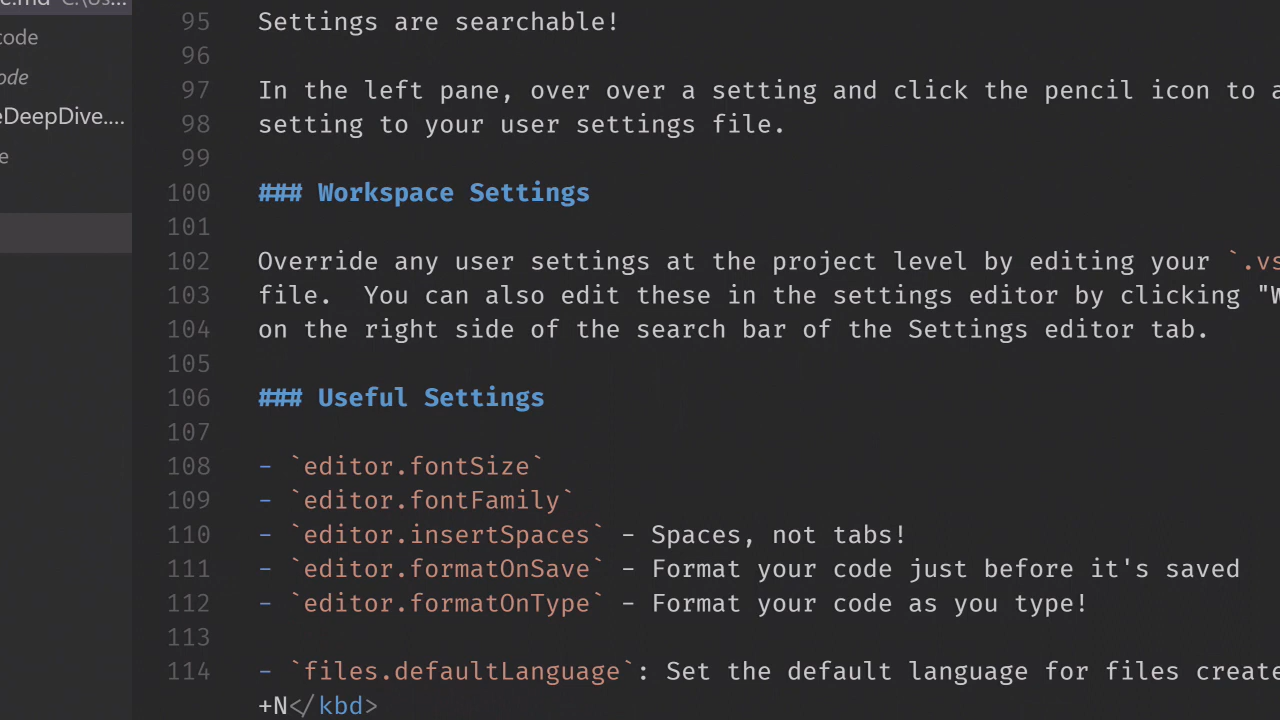 e.md C:\Us...
code
ode
eDeepDive....
e
95 Settings are searchable!
96
97 In the left pane, over over a setting and click the pencil icon to a
98 setting to your user settings file.
99
100 ### Workspace Settings
101
102 Override any user settings at the project level by editing your `.vs
103 file.  You can also edit these in the settings editor by clicking "W
104 on the right side of the search bar of the Settings editor tab.
105
106 ### Useful Settings
107
108 - `editor.fontSize`
109 - `editor.fontFamily`
110 - `editor.insertSpaces` - Spaces, not tabs!
111 - `editor.formatOnSave` - Format your code just before it's saved
112 - `editor.formatOnType` - Format your code as you type!
113
114 - `files.defaultLanguage`: Set the default language for files create
+N</kbd>